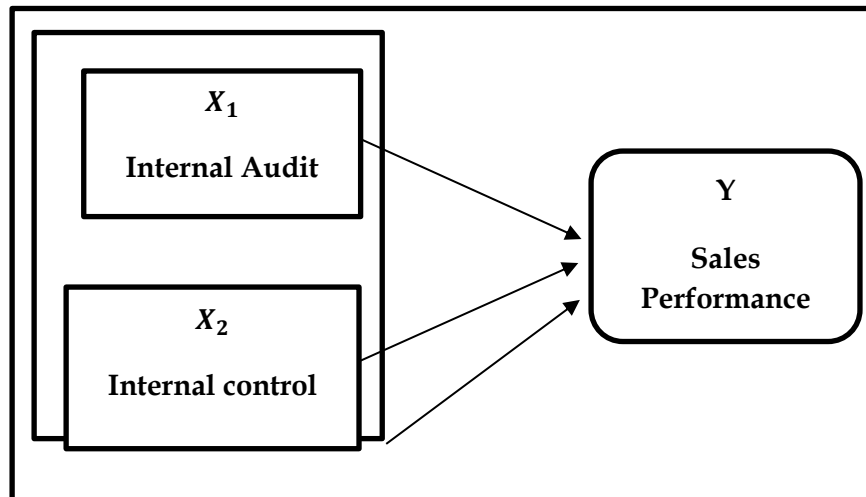 X₁
Internal Audit
X₂
Internal control
Y
Sales
Performance